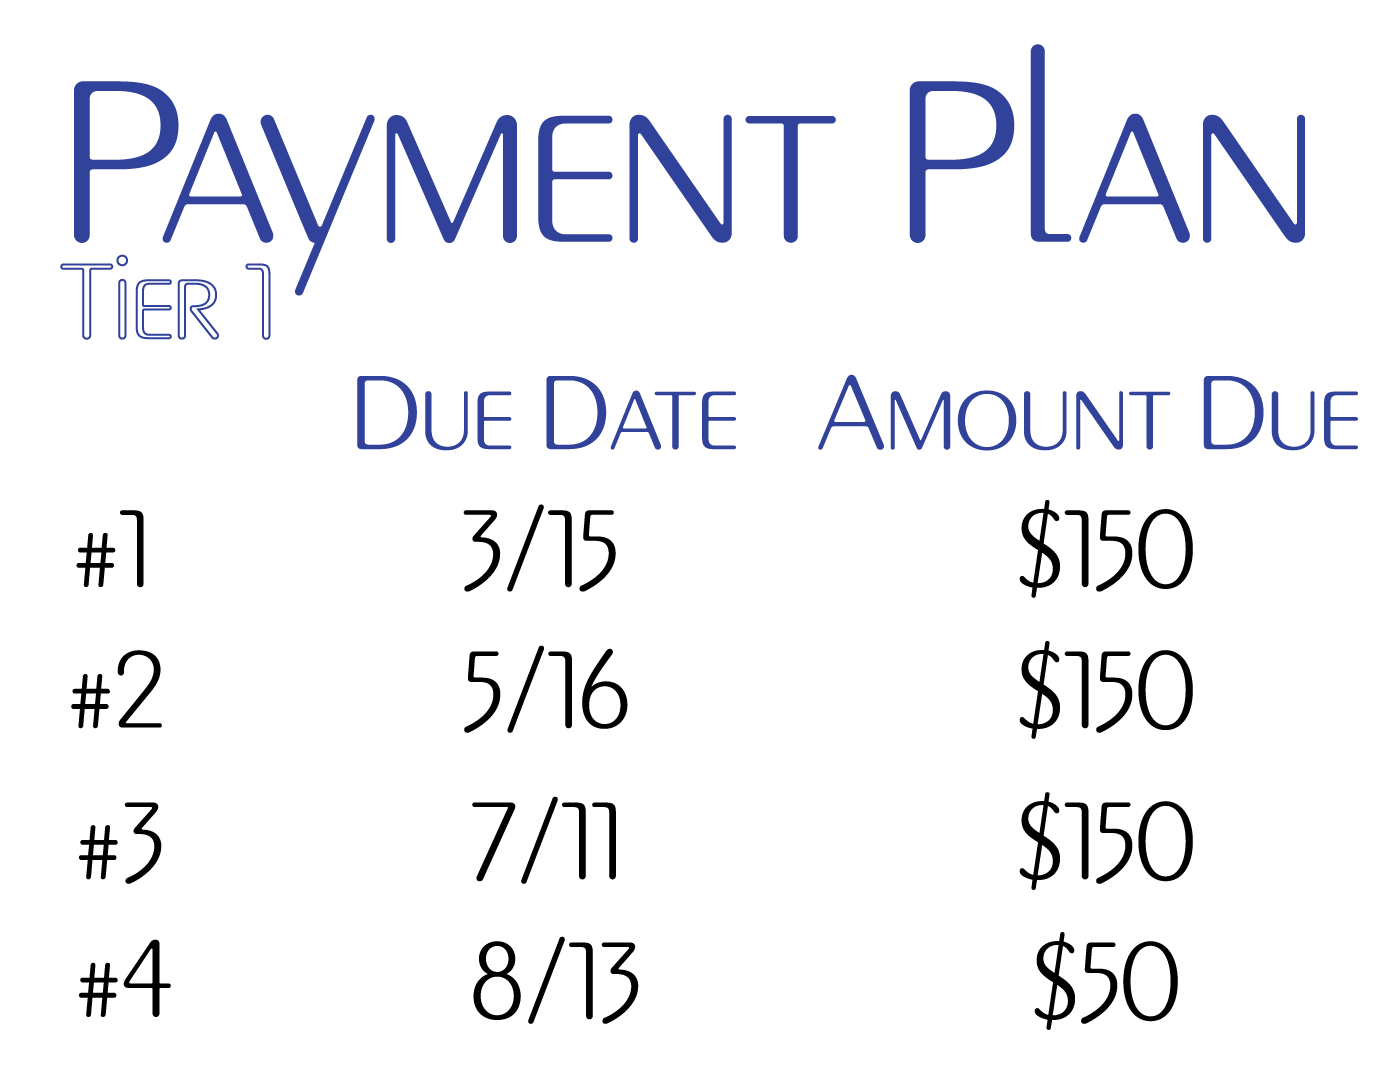 Payment Plan
Tier 1
Due Date Amount Due
#1 3/15 $150
#2 5/16 $150
#3 7/11 $150
#4 8/13 $50